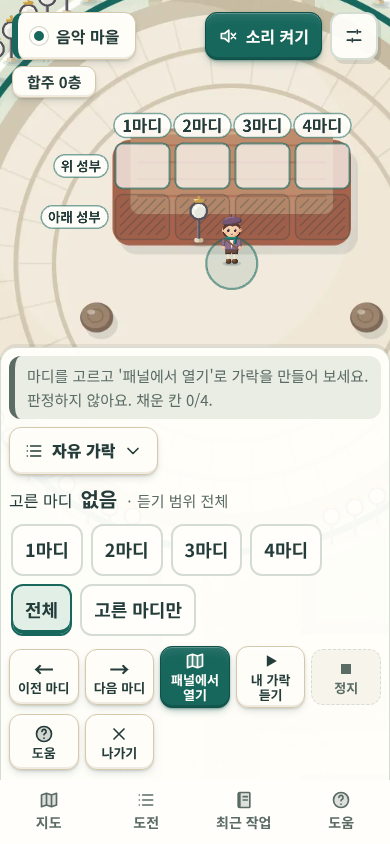 음악 마을
소리 켜기
합주 0층
1마디 2마디 3마디 4마디
위 성부
아래 성부
마디를 고르고 '패널에서 열기'로 가락을 만들어 보세요.
판정하지 않아요. 채운 칸 0/4.
자유 가락
고른 마디 없음 · 듣기 범위 전체
1마디 2마디 3마디 4마디
전체 고른 마디만
이전 마디 다음 마디 패널에서 열기 내 가락 듣기 정지
도움 나가기
지도 도전 최근 작업 도움